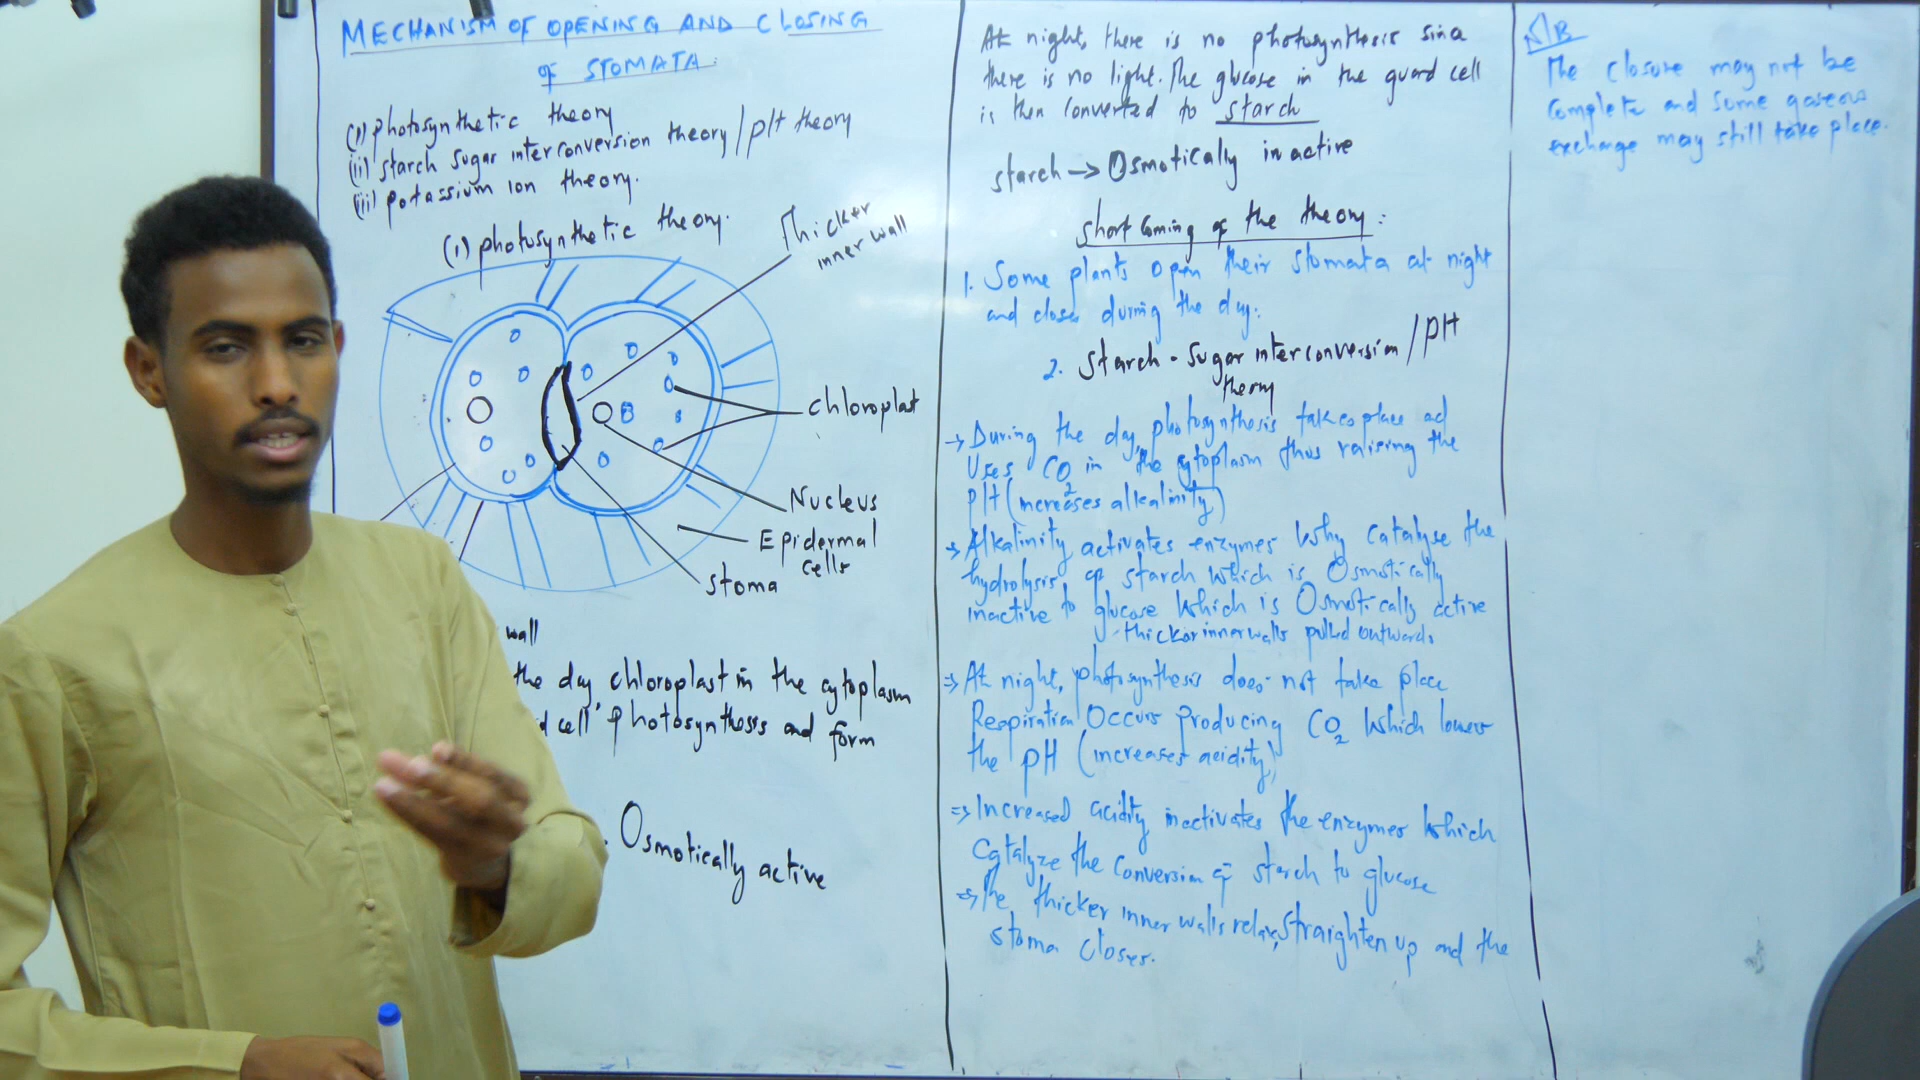 MECHANISM OF OPENING AND CLOSING
OF STOMATA.
(i) photosynthetic theory
(ii) starch sugar interconversion theory / pH theory
(iii) potassium Ion theory.
(1) photosynthetic theory.
Thicker
inner wall
chloroplast
Nucleus
Epidermal
cells
stoma
wall
the day, chloroplast in the cytoplasm
cell photosynthesis and form
Osmotically active
At night, there is no photosynthesis
there is no light. The glucose in the guard cell
is then converted to starch
starch → Osmotically inactive
Short coming of the theory:
1. Some plants open their stomata at night
and close during the day.
2. Starch - Sugar interconversion / pH
theory
→ During the day, photosynthesis takes place ad
Uses CO2 in the cytoplasm thus raising the
pH (increases alkalinity)
→ Alkalinity activates enzymes why catalyse the
hydrolysis of starch which is Osmotically
inactive to glucose which is Osmotically active
- thicker inner walls pulled outwards
→ At night, photosynthesis does not take place
Respiration Occurs producing CO2 which lowers
the pH (increases acidity)
⇒ Increased acidity inactivates the enzymes which
Catalyze the conversion of starch to glucose
⇒ The thicker inner walls relax, straighten up and the
stoma closes.
N/B
The closure may not be
complete and some gaseous
exchange may still take place.